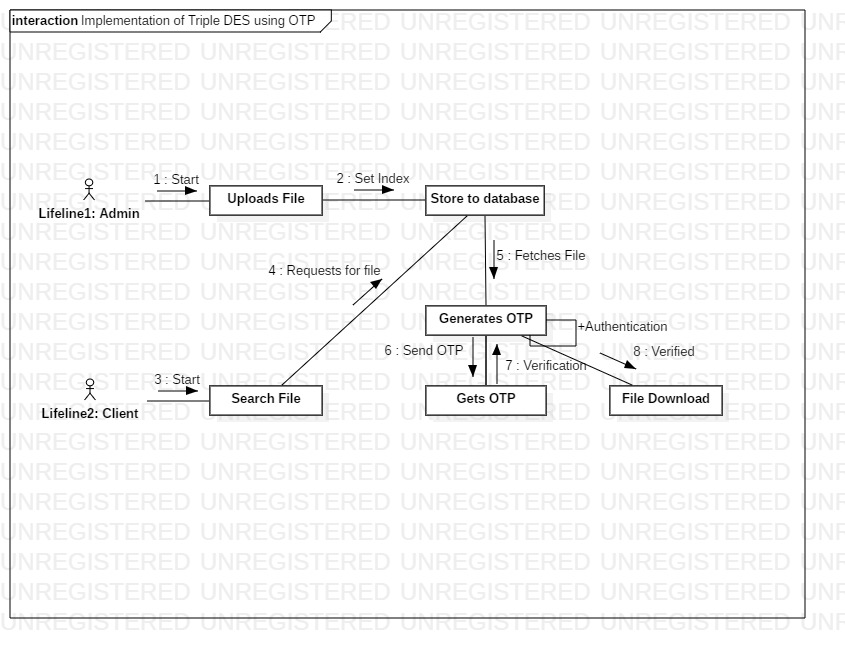 interaction Implementation of Triple DES using OTP
1 : Start
2 : Set Index
Uploads File
Store to database
Lifeline1: Admin
5 : Fetches File
4 : Requests for file
Generates OTP
+Authentication
6 : Send OTP
8 : Verified
7 : Verification
3 : Start
Search File
Gets OTP
File Download
Lifeline2: Client
UNREGISTERED